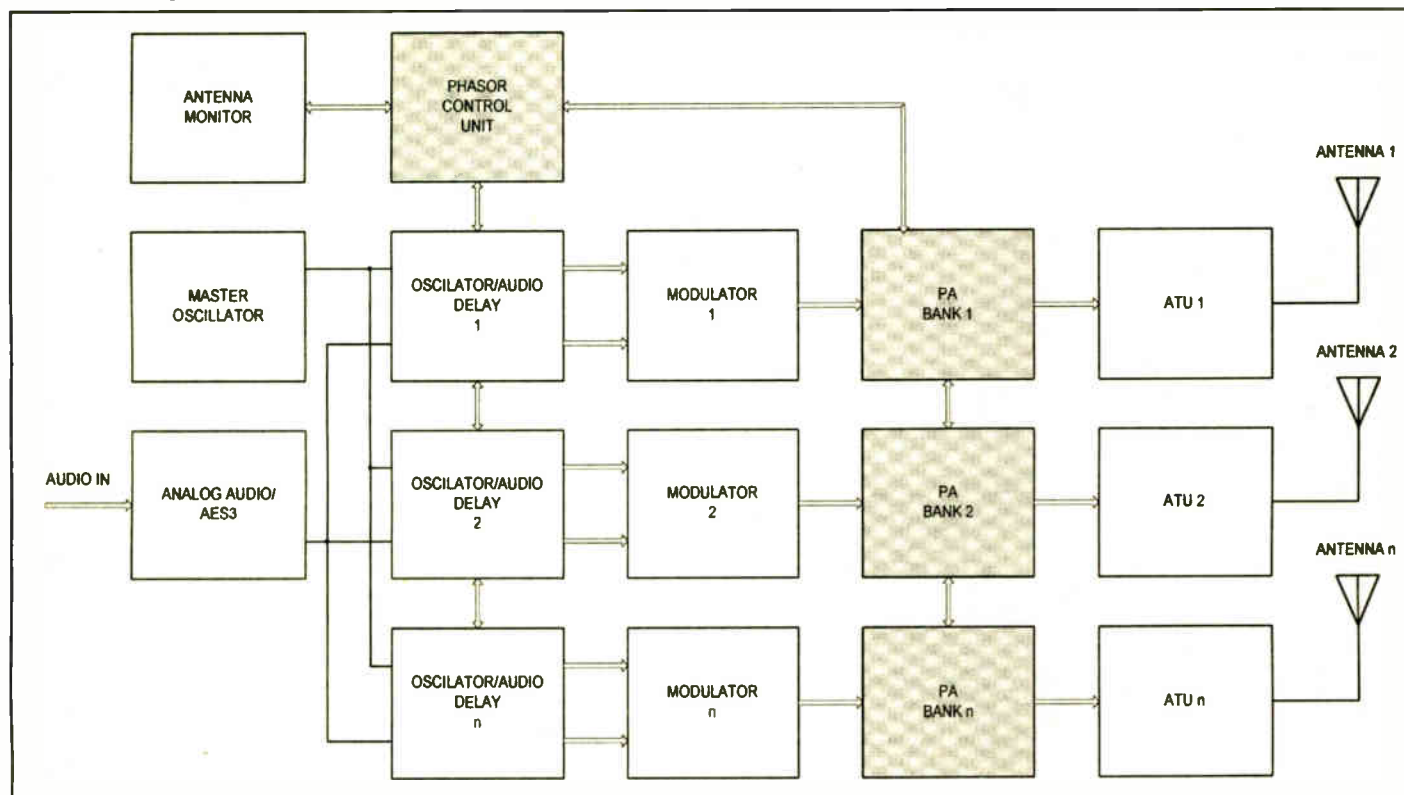 ANTENNA
MONITOR
PHASOR
CONTROL
UNIT
ANTENNA 1
MASTER
OSCILLATOR
OSCILATOR/AUDIO
DELAY
1
MODULATOR
1
PA
BANK 1
ATU 1
ANTENNA 2
AUDIO IN
ANALOG AUDIO/
AES3
OSCILATOR/AUDIO
DELAY
2
MODULATOR
2
PA
BANK 2
ATU 2
ANTENNA n
OSCILATOR/AUDIO
DELAY
n
MODULATOR
n
PA
BANK n
ATU n